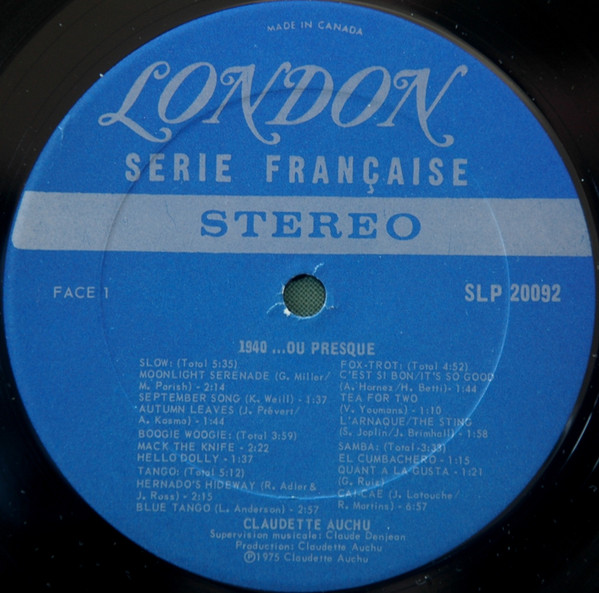 MADE IN CANADA
LONDON
SERIE FRANÇAISE
STEREO
FACE 1
SLP 20092
1940 ...OU PRESQUE
SLOW: (Total 5:35)
MOONLIGHT SERENADE (G. Miller/
M. Parish) - 2:14
SEPTEMBER SONG (K. Weill) - 1:37
AUTUMN LEAVES (J. Prévert/
A. Kasma) - 1:44
BOOGIE WOOGIE: (Total 3:59)
MACK THE KNIFE - 2:22
HELLO DOLLY - 1:37
TANGO: (Total 5:12)
HERNADO'S HIDEWAY (R. Adler &
J. Ross) - 2:15
BLUE TANGO (L. Anderson) - 2:57
FOX-TROT: (Total 4:52)
C'EST SI BON/IT'S SO GOOD
(A. Hornez/H. Betti) - 1:44
TEA FOR TWO
(V. Youmans) - 1:10
L'ARNAQUE/THE STING
(S. Joplin/J. Brimhall) - 1:58
SAMBA: (Total - 3:33)
EL CUMBACHERO - 1:15
QUANT A LA GUSTA - 1:21
(G. Ruiz)
CANCAE (J. Latouche/
R. Martins) - 6:57
CLAUDETTE AUCHU
Supervision musicale: Claude Denjean
Production: Claudette Auchu
Ⓟ1975 Claudette Auchu